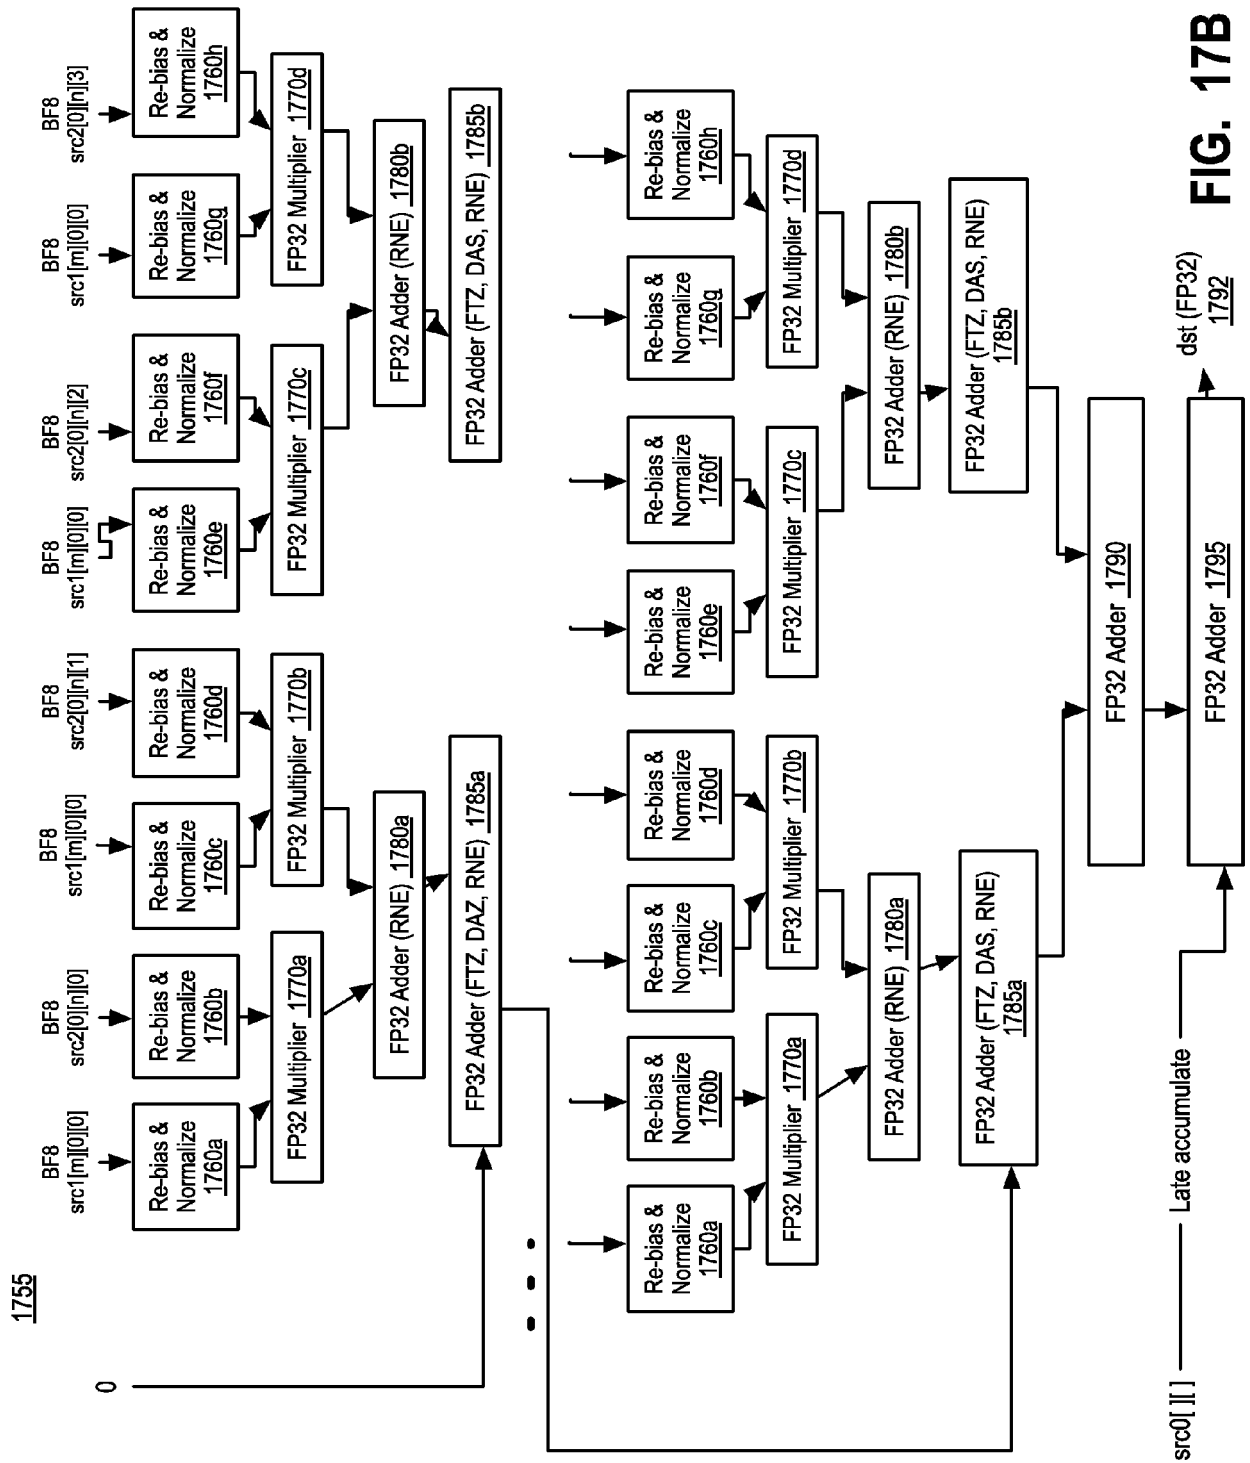 1755
0
BF8
src1[m][0][0]
BF8
src2[0][n][0]
BF8
src1[m][0][0]
BF8
src2[0][n][1]
BF8
src1[m][0][0]
BF8
src2[0][n][2]
BF8
src1[m][0][0]
BF8
src2[0][n][3]
Re-bias &
Normalize
1760a
Re-bias &
Normalize
1760b
Re-bias &
Normalize
1760c
Re-bias &
Normalize
1760d
Re-bias &
Normalize
1760e
Re-bias &
Normalize
1760f
Re-bias &
Normalize
1760g
Re-bias &
Normalize
1760h
FP32 Multiplier 1770a
FP32 Multiplier 1770b
FP32 Multiplier 1770c
FP32 Multiplier 1770d
FP32 Adder (RNE) 1780a
FP32 Adder (RNE) 1780b
FP32 Adder (FTZ, DAZ, RNE) 1785a
FP32 Adder (FTZ, DAS, RNE) 1785b
Re-bias &
Normalize
1760a
Re-bias &
Normalize
1760b
Re-bias &
Normalize
1760c
Re-bias &
Normalize
1760d
Re-bias &
Normalize
1760e
Re-bias &
Normalize
1760f
Re-bias &
Normalize
1760g
Re-bias &
Normalize
1760h
FP32 Multiplier 1770a
FP32 Multiplier 1770b
FP32 Multiplier 1770c
FP32 Multiplier 1770d
FP32 Adder (RNE) 1780a
FP32 Adder (RNE) 1780b
FP32 Adder (FTZ, DAS, RNE)
1785a
FP32 Adder (FTZ, DAS, RNE)
1785b
FP32 Adder 1790
src0[ ][ ]
Late accumulate
FP32 Adder 1795
dst (FP32)
1792
FIG. 17B